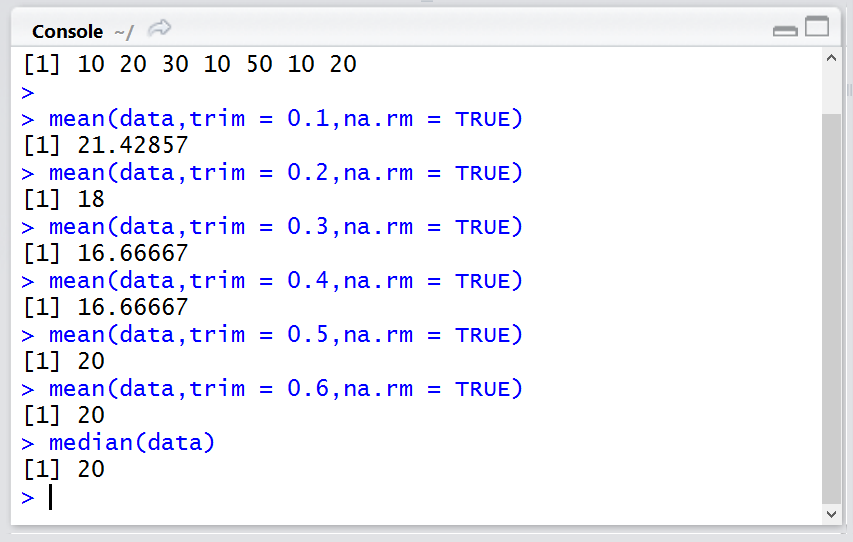 Console ~/
[1] 10 20 30 10 50 10 20
>
> mean(data,trim = 0.1,na.rm = TRUE)
[1] 21.42857
> mean(data,trim = 0.2,na.rm = TRUE)
[1] 18
> mean(data,trim = 0.3,na.rm = TRUE)
[1] 16.66667
> mean(data,trim = 0.4,na.rm = TRUE)
[1] 16.66667
> mean(data,trim = 0.5,na.rm = TRUE)
[1] 20
> mean(data,trim = 0.6,na.rm = TRUE)
[1] 20
> median(data)
[1] 20
>